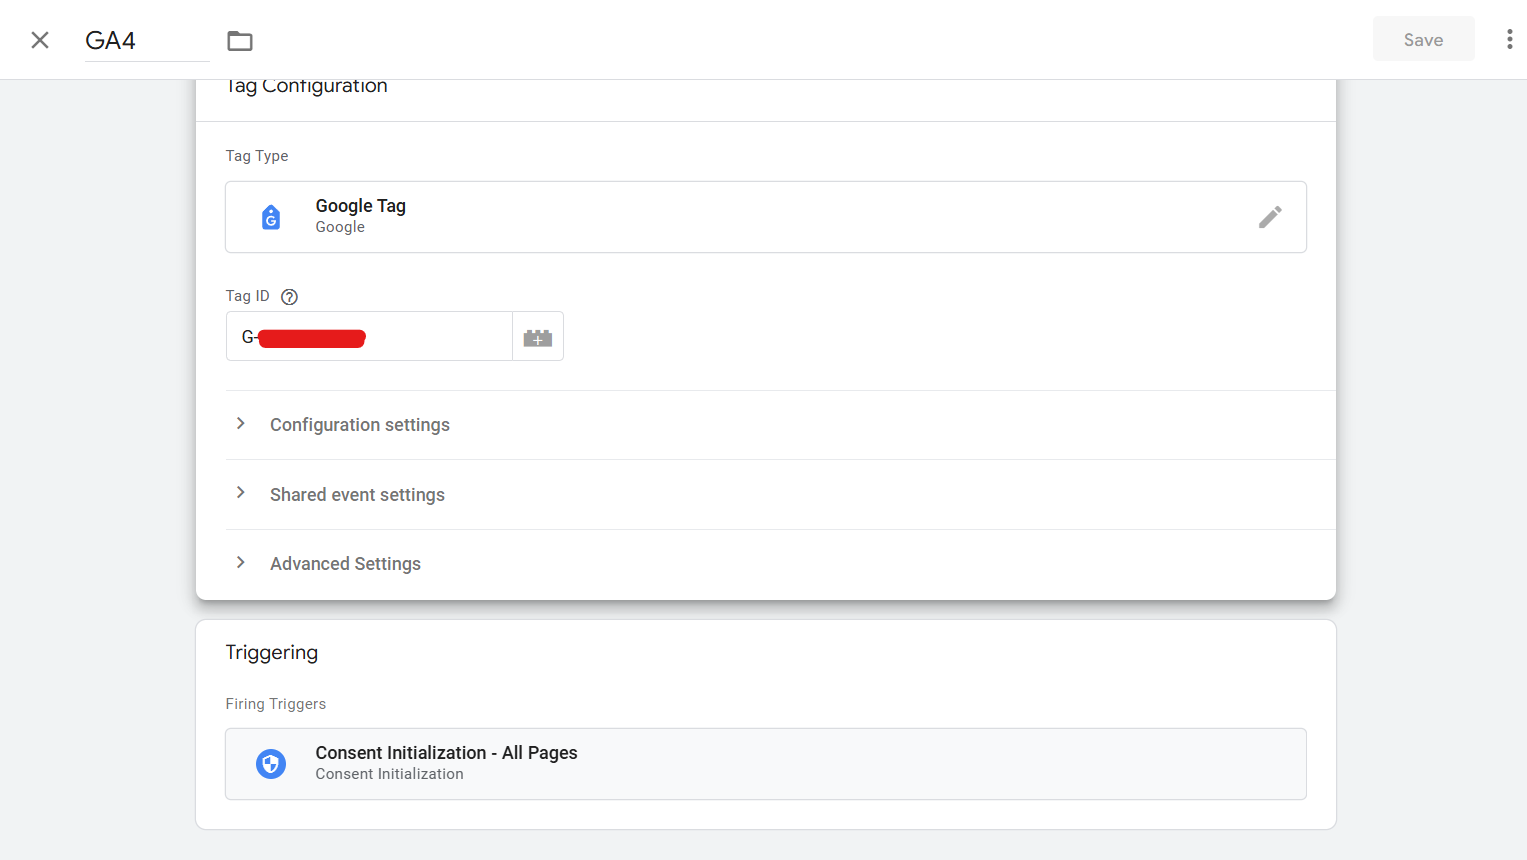 GA4
Save
Tag Configuration
Tag Type
Google Tag
Google
Tag ID
G-
Configuration settings
Shared event settings
Advanced Settings
Triggering
Firing Triggers
Consent Initialization - All Pages
Consent Initialization